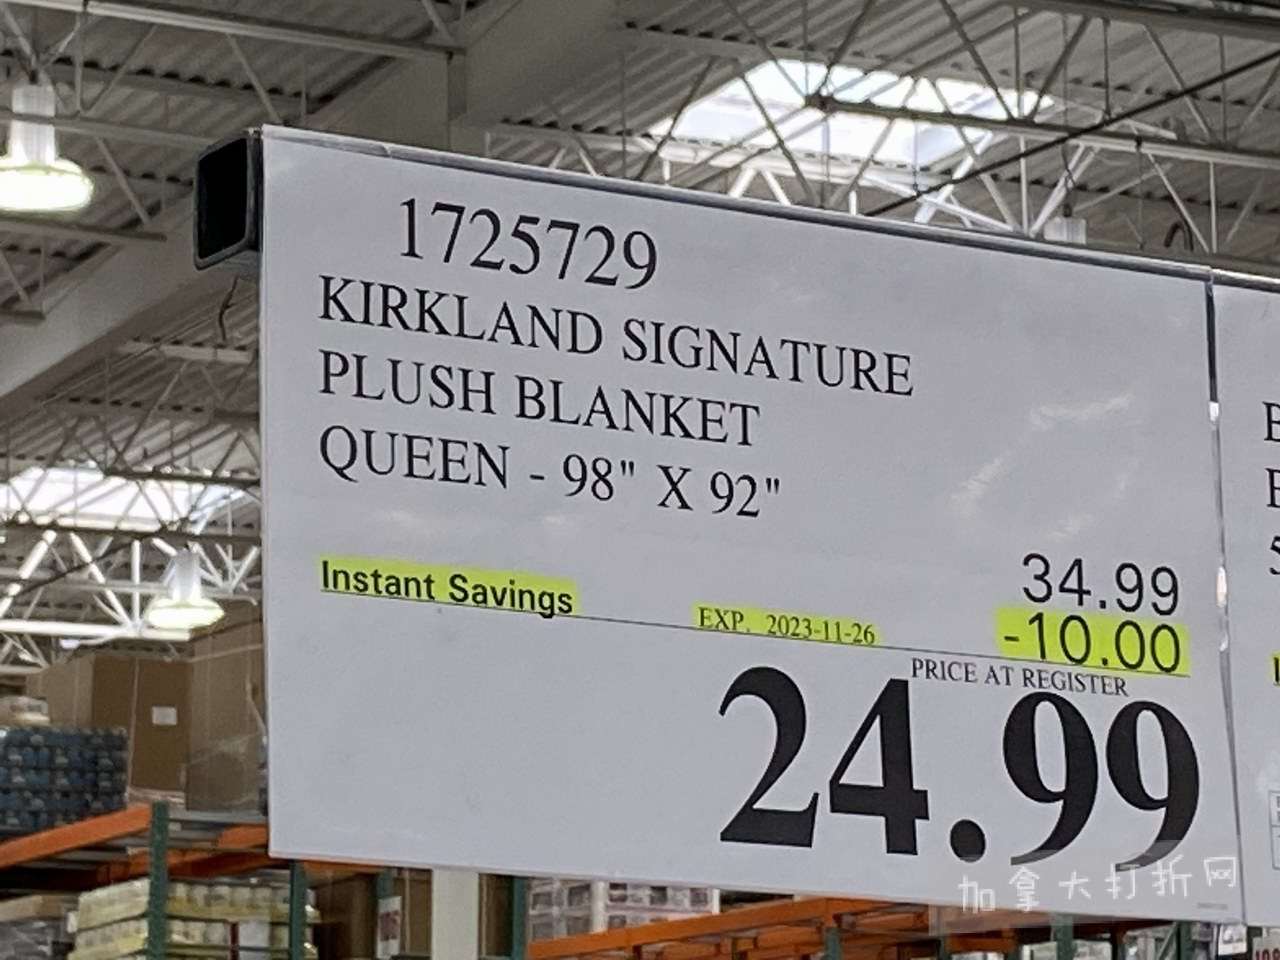 1725729
KIRKLAND SIGNATURE
PLUSH BLANKET
QUEEN - 98" X 92"
34.99
Instant Savings EXP. 2023-11-26 -10.00
PRICE AT REGISTER
24.99
加拿大打折网